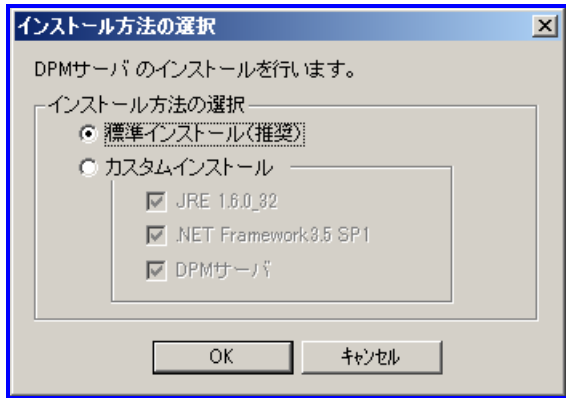 インストール方法の選択
DPMサーバ のインストールを行います。
インストール方法の選択
標準インストール(推奨)
カスタムインストール
JRE 1.6.0_32
.NET Framework3.5 SP1
DPMサーバ
OK
キャンセル